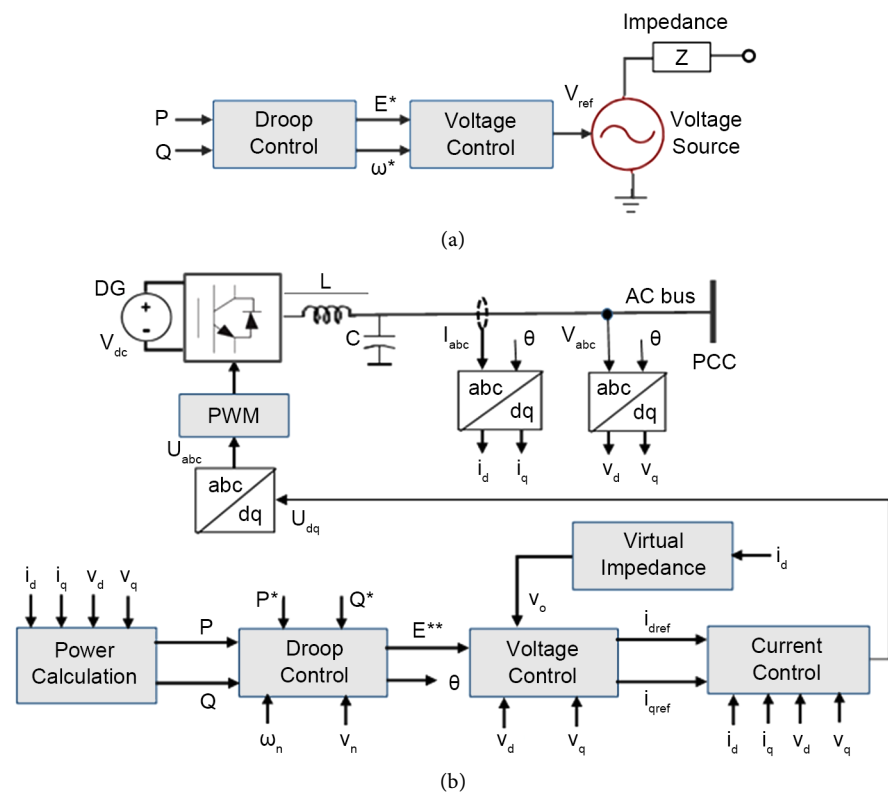 Impedance
Z
P
Q
Droop
Control
E*
ω*
Voltage
Control
V_ref
Voltage
Source
(a)
DG
V_dc
L
C
I_abc
θ
V_abc
θ
AC bus
PCC
abc
dq
abc
dq
i_d
i_q
v_d
v_q
PWM
U_abc
abc
dq
U_dq
Virtual
Impedance
i_d
v_o
i_d
i_q
v_d
v_q
Power
Calculation
P
Q
P*
Q*
Droop
Control
ω_n
v_n
E**
θ
Voltage
Control
v_d
v_q
i_dref
i_qref
Current
Control
i_d
i_q
v_d
v_q
(b)